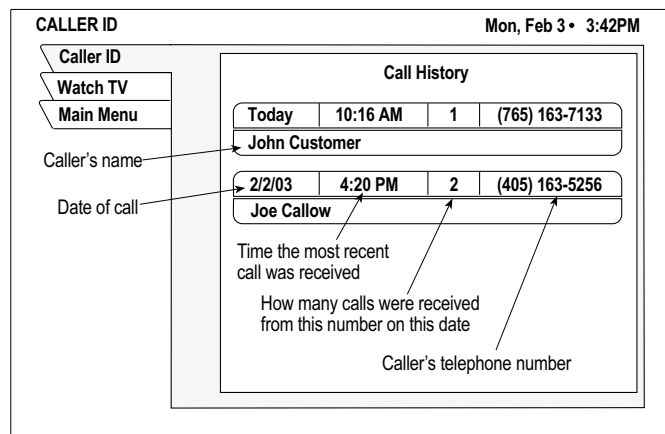 CALLER ID
Mon, Feb 3 • 3:42PM
Caller ID
Watch TV
Main Menu
Call History
Today 10:16 AM 1 (765) 163-7133
John Customer
Caller's name
2/2/03 4:20 PM 2 (405) 163-5256
Joe Callow
Date of call
Time the most recent
call was received
How many calls were received
from this number on this date
Caller's telephone number